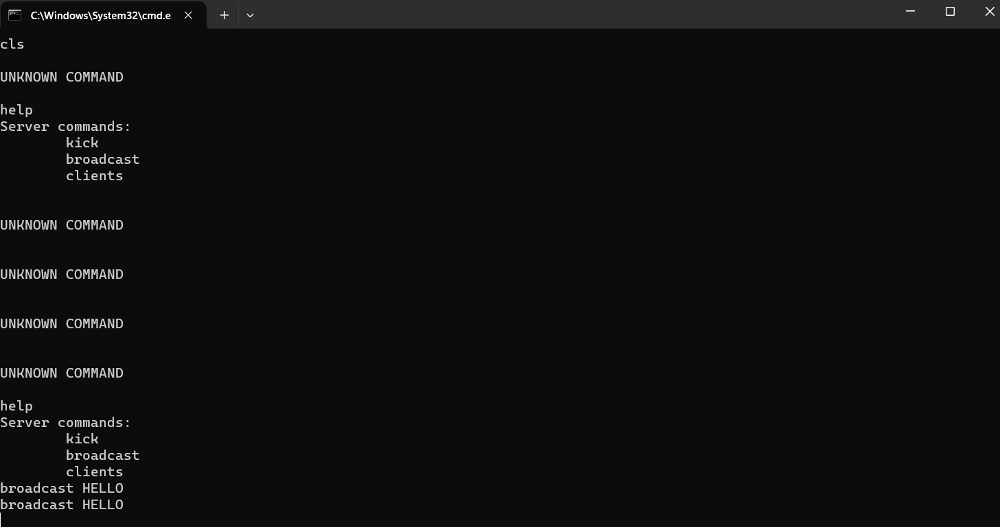 C:\Windows\System32\cmd.e
cls
UNKNOWN COMMAND
help
Server commands:
kick
broadcast
clients
UNKNOWN COMMAND
UNKNOWN COMMAND
UNKNOWN COMMAND
UNKNOWN COMMAND
help
Server commands:
kick
broadcast
clients
broadcast HELLO
broadcast HELLO